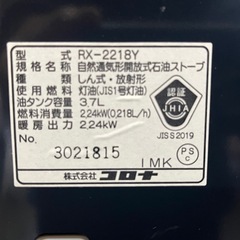 型式 RX-2218Y
規格名称 自然通気形開放式石油ストーブ
種類 しん式・放射形
使用燃料 灯油(JIS1号灯油)
油タンク容量 3.7L
燃料消費量 2.24kW(0.218L/h)
暖房出力 2.24kW
認証
JHIA
JIS S 2019
No. 3021815
IMK
PS
C
株式会社コロナ